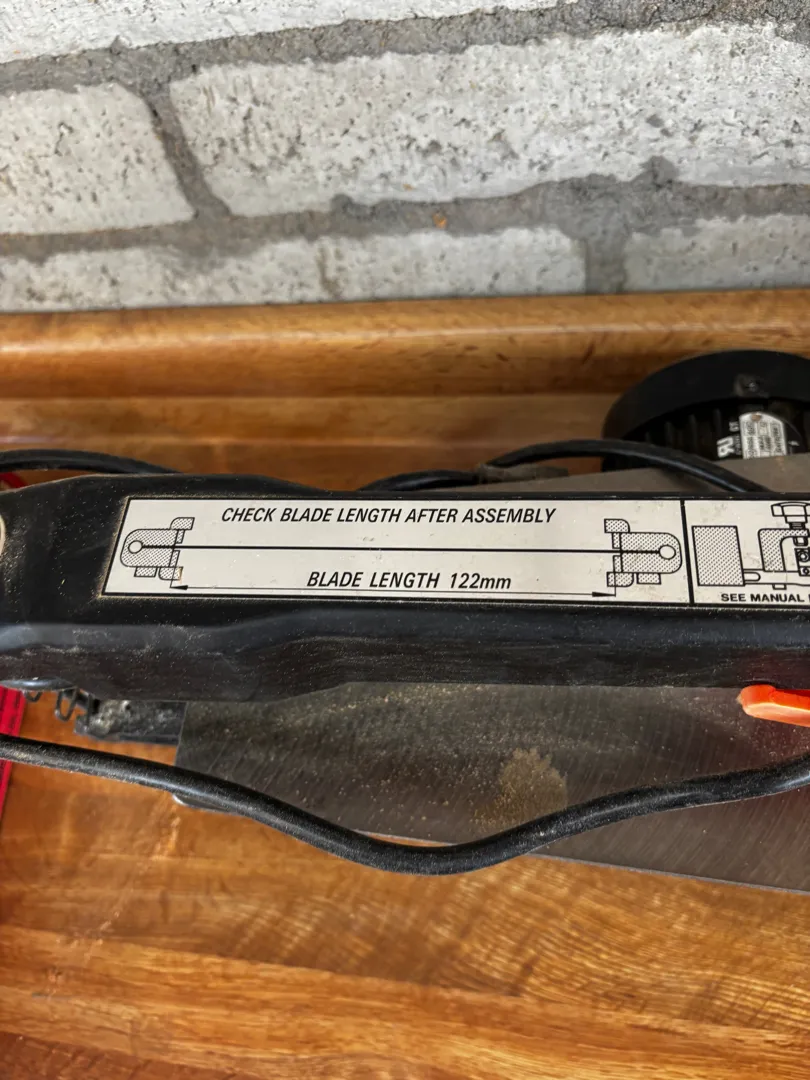 CHECK BLADE LENGTH AFTER ASSEMBLY
BLADE LENGTH 122mm
SEE MANUAL